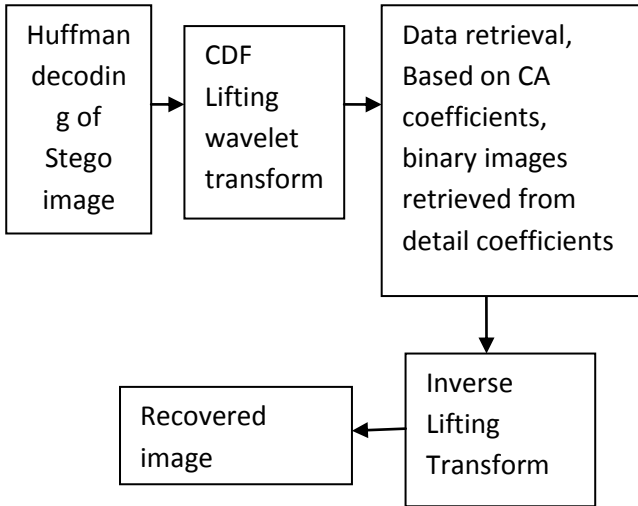 Huffman
decodin
g of
Stego
image
CDF
Lifting
wavelet
transform
Data retrieval,
Based on CA
coefficients,
binary images
retrieved from
detail coefficients
Inverse
Lifting
Transform
Recovered
image